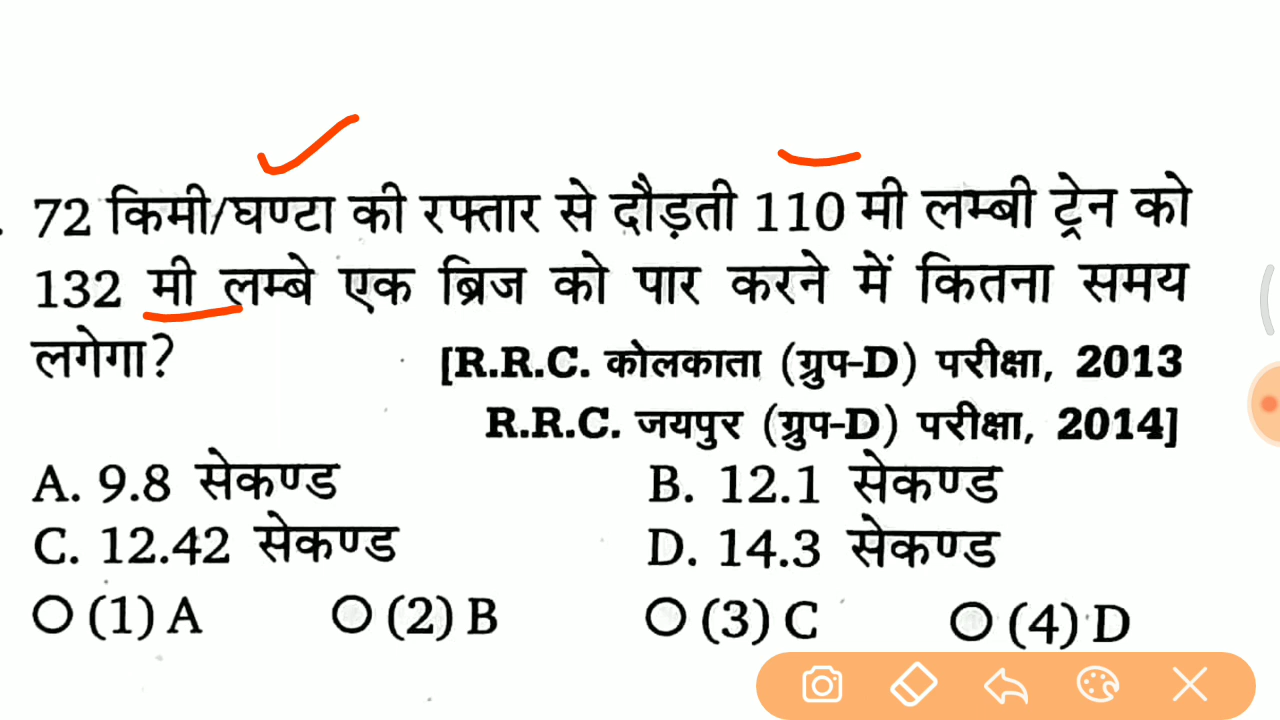 . 72 किमी/घण्टा की रफ्तार से दौड़ती 110 मी लम्बी ट्रेन को
132 मी लम्बे एक ब्रिज को पार करने में कितना समय
लगेगा?
[R.R.C. कोलकाता (ग्रुप-D) परीक्षा, 2013
R.R.C. जयपुर (ग्रुप-D) परीक्षा, 2014]
A. 9.8 सेकण्ड B. 12.1 सेकण्ड
C. 12.42 सेकण्ड D. 14.3 सेकण्ड
(1) A (2) B (3) C (4) D